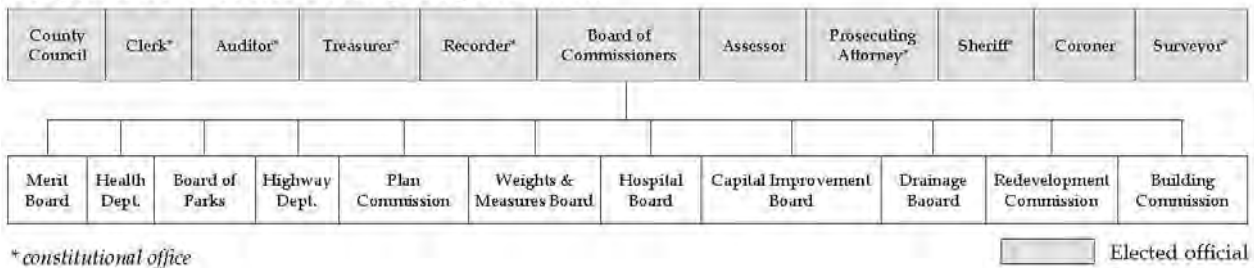 County
Council
Clerk*
Auditor*
Treasurer*
Recorder*
Board of
Commissioners
Assessor
Prosecuting
Attorney*
Sheriff*
Coroner
Surveyor*
Merit
Board
Health
Dept.
Board of
Parks
Highway
Dept.
Plan
Commission
Weights &
Measures Board
Hospital
Board
Capital Improvement
Board
Drainage
Baoard
Redevelopment
Commission
Building
Commission
* constitutional office
Elected official